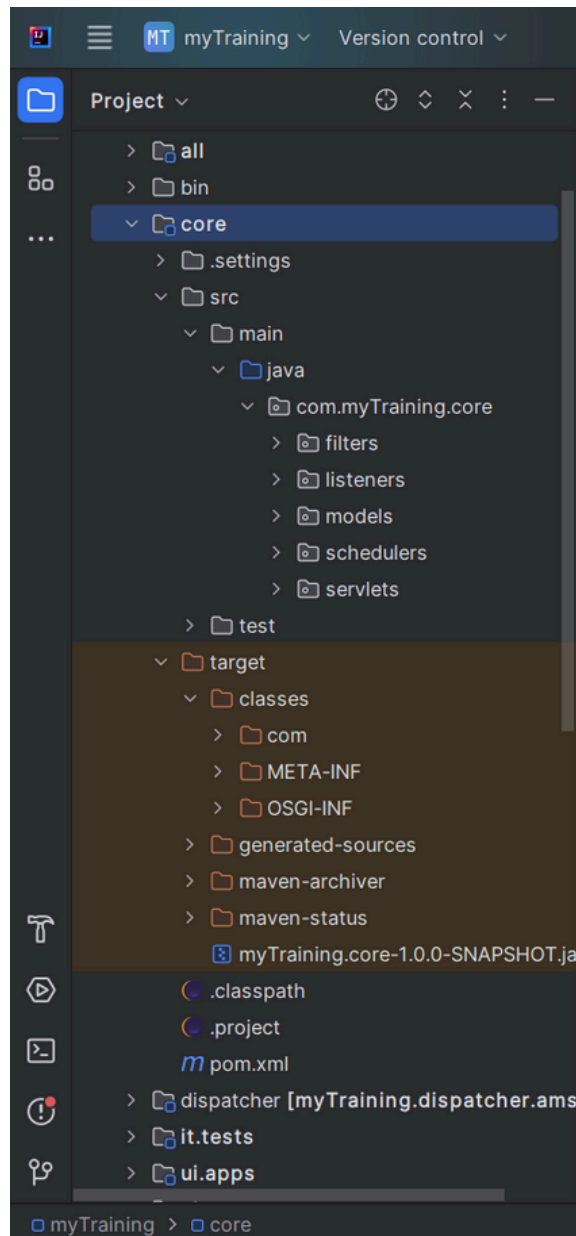 MT myTraining Version control
Project
all
bin
core
.settings
src
main
java
com.myTraining.core
filters
listeners
models
schedulers
servlets
test
target
classes
com
META-INF
OSGI-INF
generated-sources
maven-archiver
maven-status
myTraining.core-1.0.0-SNAPSHOT.ja
.classpath
.project
m pom.xml
dispatcher [myTraining.dispatcher.ams
it.tests
ui.apps
myTraining > core